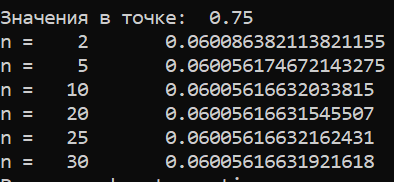 Значения в точке:  0.75
n =    2       0.060086382113821155
n =    5       0.060056174672143275
n =   10       0.06005616632033815
n =   20       0.06005616631545507
n =   25       0.06005616632162431
n =   30       0.06005616631921618